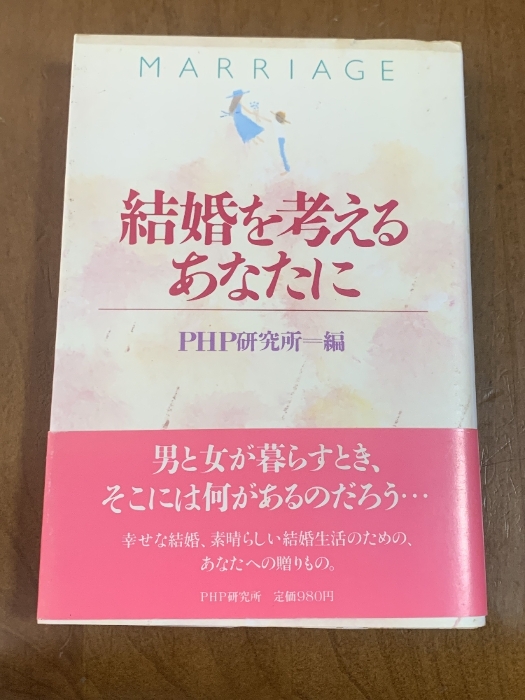 MARRIAGE
結婚を考える
あなたに
PHP研究所＝編
男と女が暮らすとき、
そこには何があるのだろう…
幸せな結婚、素晴らしい結婚生活のための、
あなたへの贈りもの。
PHP研究所 定価980円